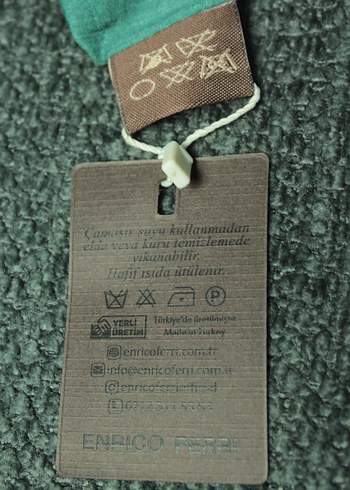 Çamaşır suyu kullanmadan
elde veya kuru temizlemede
yıkanabilir.
Hafif ısıda ütülenir.
P
YERLİ
ÜRETİM
Türkiye'de üretilmiştir
Made in Turkey
enricoferri.com.tr
info@enricoferri.com.tr
ENRICO FERRI